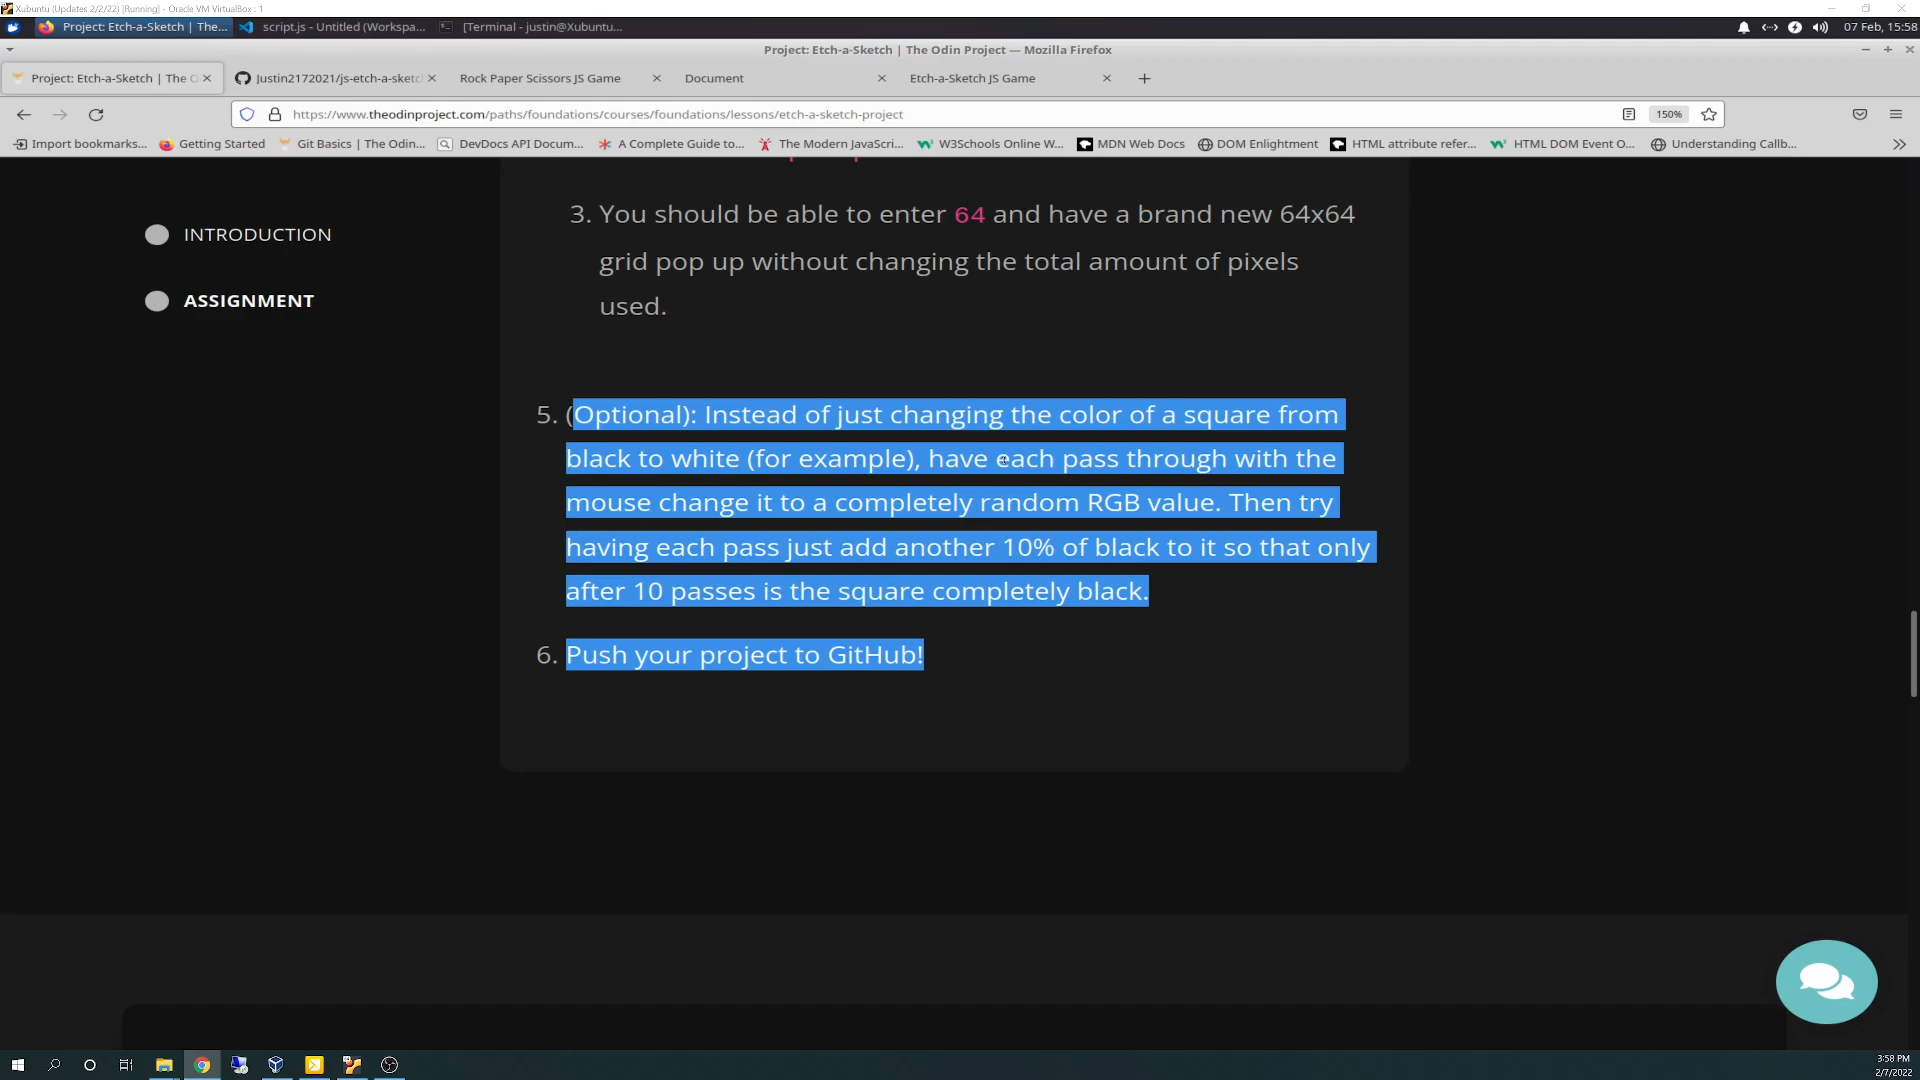 Xubuntu (Updates 2/2/22) [Running] - Oracle VM VirtualBox : 1
Project: Etch-a-Sketch | The...
script.js - Untitled (Workspa...
[Terminal - justin@Xubuntu...
07 Feb, 15:58
Project: Etch-a-Sketch | The Odin Project — Mozilla Firefox
Project: Etch-a-Sketch | The O
Justin2172021/js-etch-a-sketc
Rock Paper Scissors JS Game
Document
Etch-a-Sketch JS Game
https://www.theodinproject.com/paths/foundations/courses/foundations/lessons/etch-a-sketch-project
150%
Import bookmarks...
Getting Started
Git Basics | The Odin...
DevDocs API Docum...
A Complete Guide to...
The Modern JavaScri...
W3Schools Online W...
MDN Web Docs
DOM Enlightment
HTML attribute refer...
HTML DOM Event O...
Understanding Callb...
INTRODUCTION
ASSIGNMENT
3. You should be able to enter 64 and have a brand new 64x64
grid pop up without changing the total amount of pixels
used.
5. (Optional): Instead of just changing the color of a square from
black to white (for example), have each pass through with the
mouse change it to a completely random RGB value. Then try
having each pass just add another 10% of black to it so that only
after 10 passes is the square completely black.
6. Push your project to GitHub!
3:58 PM
2/7/2022